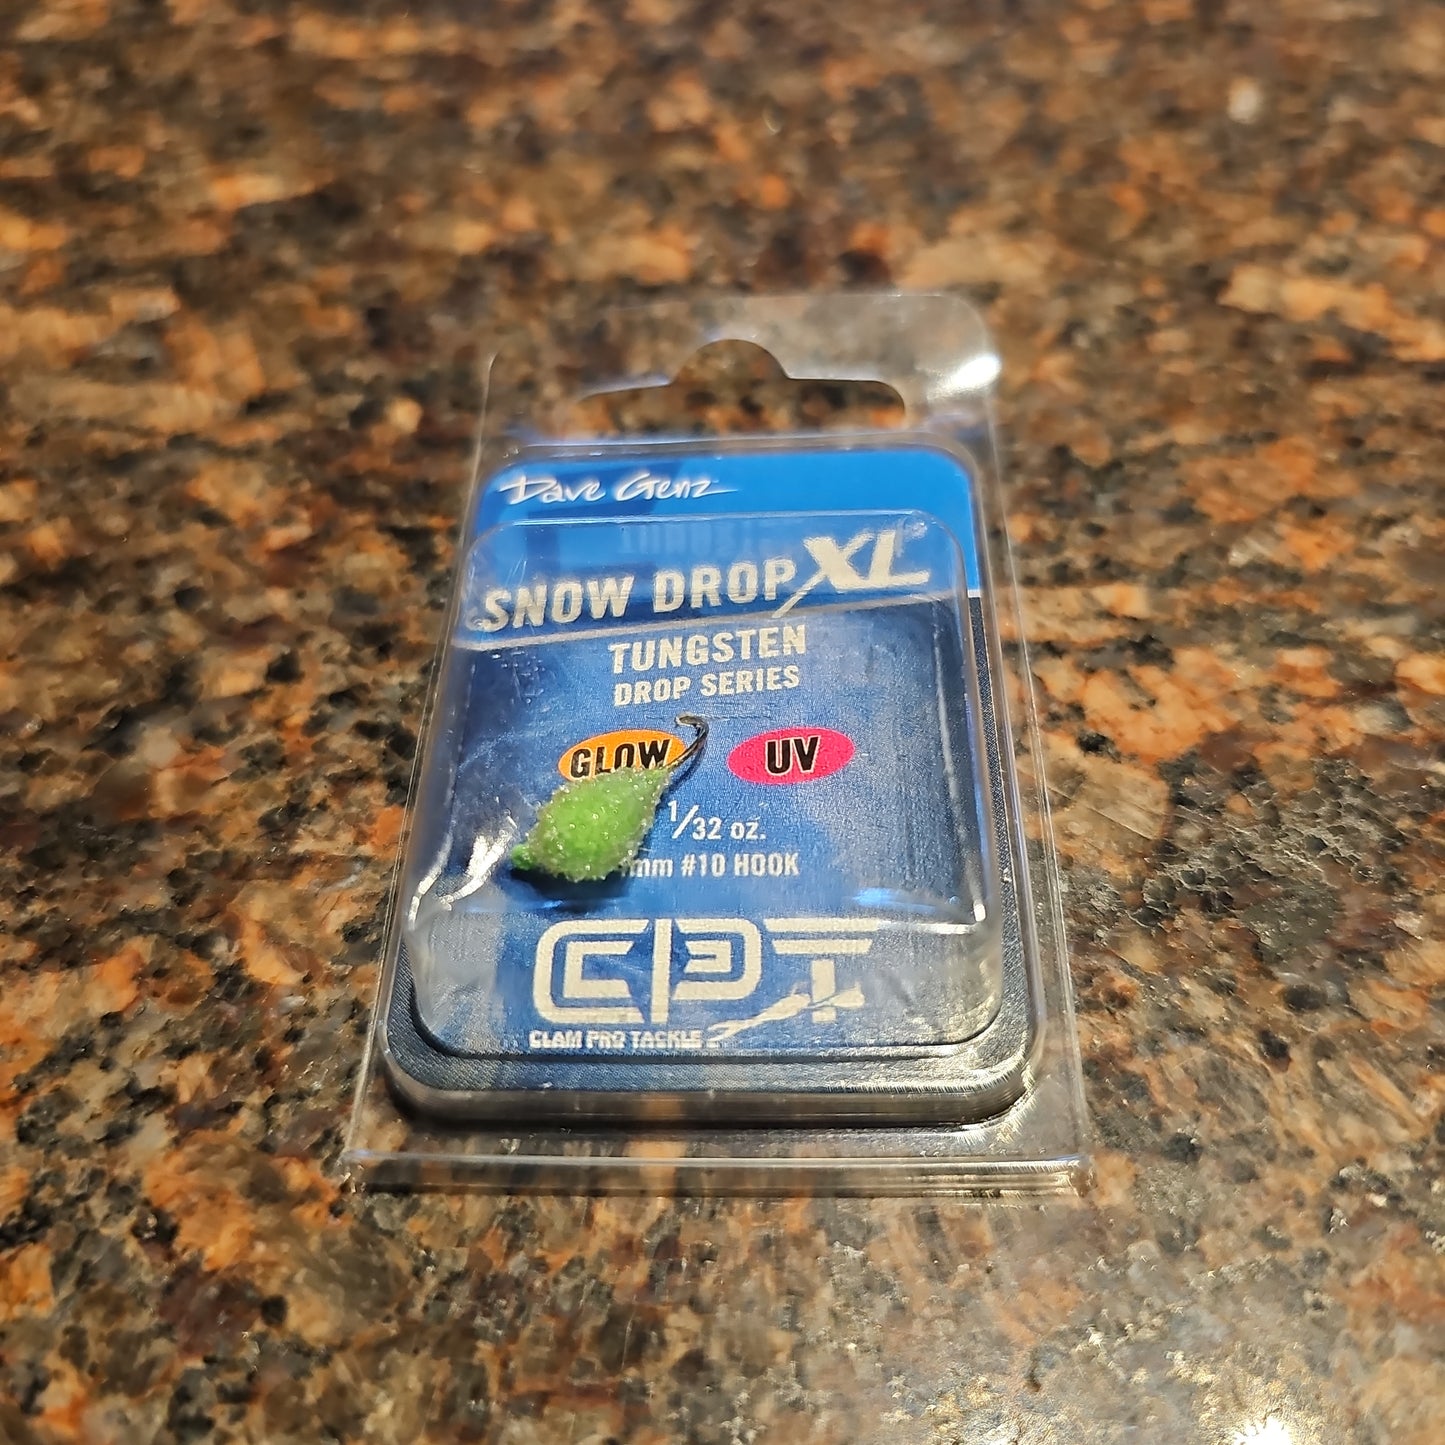 Dave Genz
SNOW DROP XL
TUNGSTEN
DROP SERIES
GLOW UV
1/32 oz.
mm #10 HOOK
CPT
CLAM PRO TACKLE